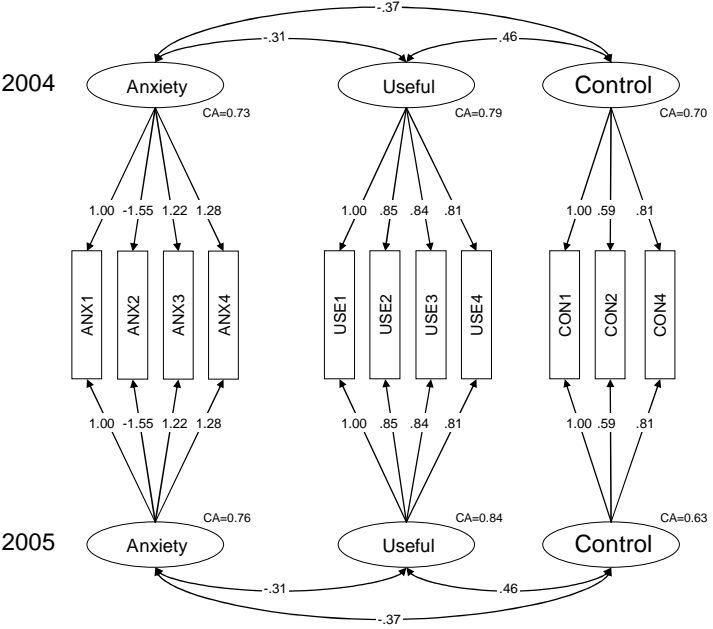 -.37
-.31
.46
2004
Anxiety
Useful
Control
CA=0.73
CA=0.79
CA=0.70
1.00 -1.55 1.22 1.28
1.00 .85 .84 .81
1.00 .59 .81
ANX1
ANX2
ANX3
ANX4
USE1
USE2
USE3
USE4
CON1
CON2
CON4
1.00 -1.55 1.22 1.28
1.00 .85 .84 .81
1.00 .59 .81
CA=0.76
CA=0.84
CA=0.63
2005
Anxiety
Useful
Control
-.31
.46
-.37